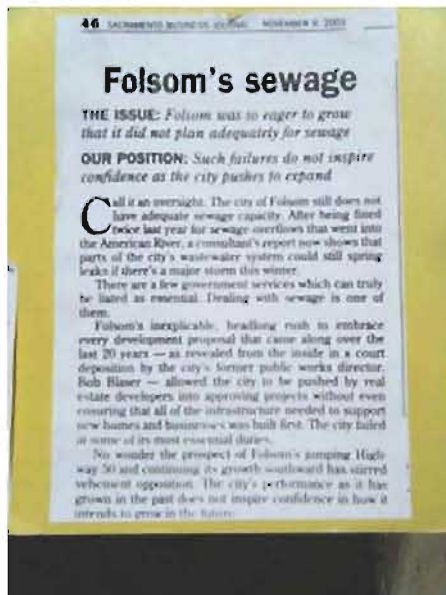 46 SACRAMENTO BUSINESS JOURNAL NOVEMBER 9, 2001
Folsom's sewage
THE ISSUE: Folsom was so eager to grow
that it did not plan adequately for sewage
OUR POSITION: Such failures do not inspire
confidence as the city pushes to expand
Call it an oversight. The city of Folsom still does not
have adequate sewage capacity. After being fined
twice last year for sewage overflows that went into
the American River, a consultant's report now shows that
parts of the city's wastewater system could still spring
leaks if there's a major storm this winter.
There are a few government services which can truly
be listed as essential. Dealing with sewage is one of
them.
Folsom's inexplicable, headlong rush to embrace
every development proposal that came along over the
last 20 years — as revealed from the inside in a court
deposition by the city's former public works director,
Bob Blaser — allowed the city to be pushed by real
estate developers into approving projects without even
ensuring that all of the infrastructure needed to support
new homes and businesses was built first. The city failed
at some of its most essential duties.
No wonder the prospect of Folsom's jumping High-
way 50 and continuing its growth southward has stirred
vehement opposition. The city's performance as it has
grown in the past does not inspire confidence in how it
intends to grow in the future.